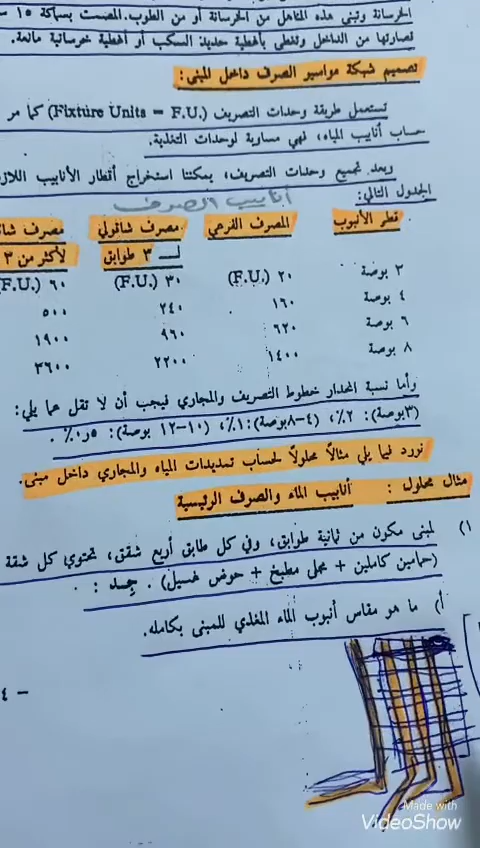 الخرسانة وتبنى هذه المناهل من الخرسانة أو من الطوب. المصمت بسماكة ١٥
تصارتها من الداخل وتغطى بأغطية حديد السكب أو أغطية خرسانية مانعة.
تصميم شبكة مواسير الصرف داخل المبنى :
تستعمل طريقة وحدات التصريف (Fixture Units = F.U.) كما مر
حساب أنابيب المياه، فهي مساوية لوحدات التغذية.
وبعد تجميع وحدات التصريف، يمكننا استخراج أقطار الأنابيب
الجدول التالي: أنابيب الصرف
قطر الأنبوب المصرف الفرعي مصرف شاقولي مصرف
لـ ٣ طوابق لأكثر من ٣
٣ بوصة ٢٠ (F.U.) ٣٠ (F.U.) ٦٠ (F.U.)
٤ بوصة ١٦٠ ٢٤٠ ٥٠٠
٦ بوصة ٦٢٠ ٩٦٠ ١٩٠٠
٨ بوصة ١٤٠٠ ٢٢٠٠ ٣٦٠٠
وأما نسبة انحدار خطوط التصريف والمجاري فيجب أن لا تقل عما يلي:
(٣بوصة): ٢٪، (٤-٨بوصة):١٪، (١٠-١٢ بوصة): ٠٫٥٪ .
نورد فيما يلي مثالاً محلولاً لحساب تمديدات المياه والمجاري داخل مبنى.
مثال محلول : أنابيب الماء والصرف الرئيسية
١) لمبنى مكون من ثمانية طوابق، وفي كل طابق أربع شقق، تحتوي كل شقة
(حمامين كاملين + مجلى مطبخ + حوض غسيل) . جد :
أ) ما هو مقاس أنبوب الماء المغذي للمبنى بكامله.
٤ –
Made with
VideoShow